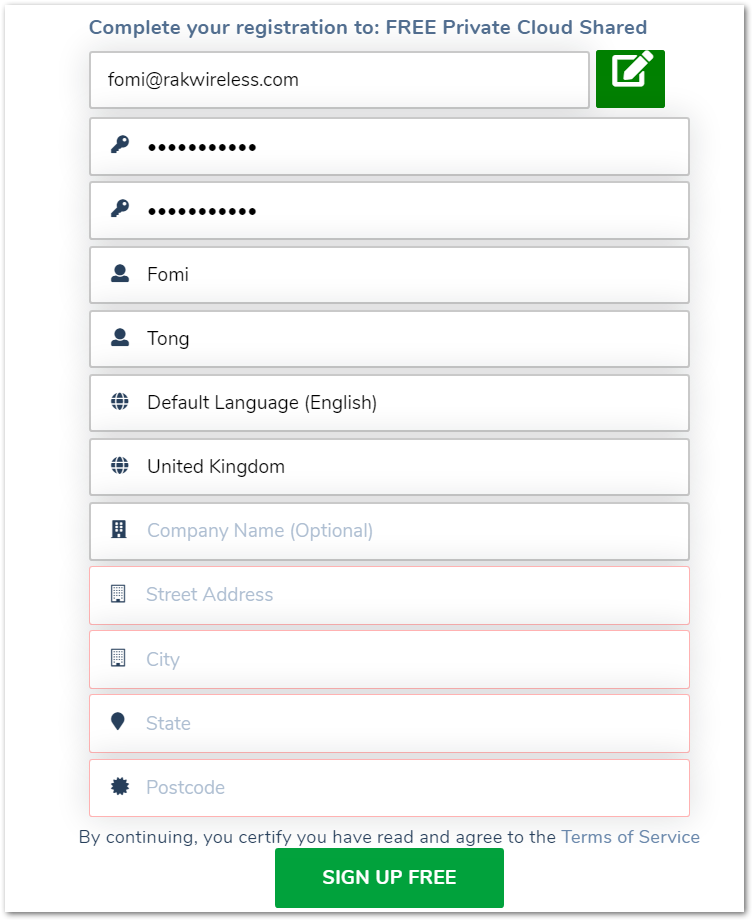 Complete your registration to: FREE Private Cloud Shared
fomi@rakwireless.com
•••••••••••
•••••••••••
Fomi
Tong
Default Language (English)
United Kingdom
Company Name (Optional)
Street Address
City
State
Postcode
By continuing, you certify you have read and agree to the Terms of Service
SIGN UP FREE